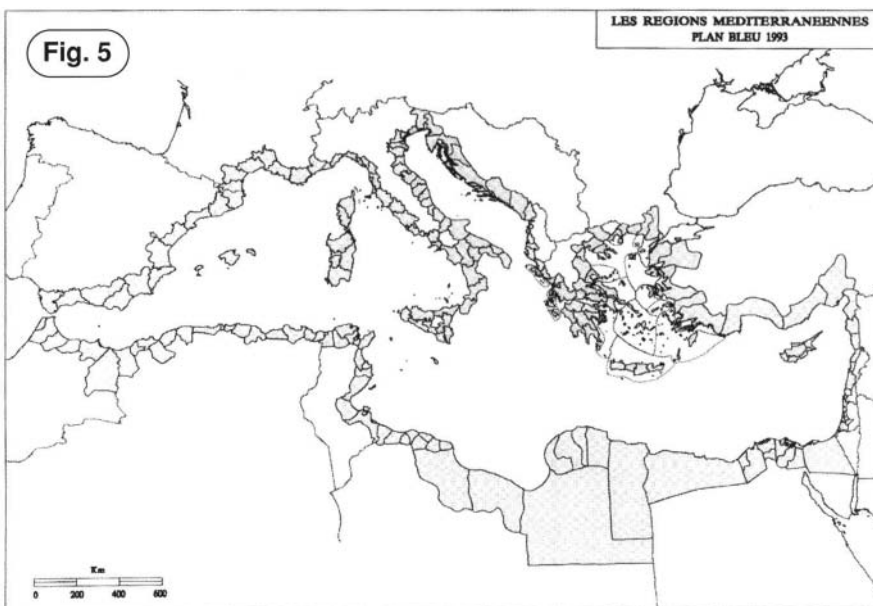 LES REGIONS MEDITERRANEENNES
PLAN BLEU 1993
Fig. 5
Km
0 200 400 600